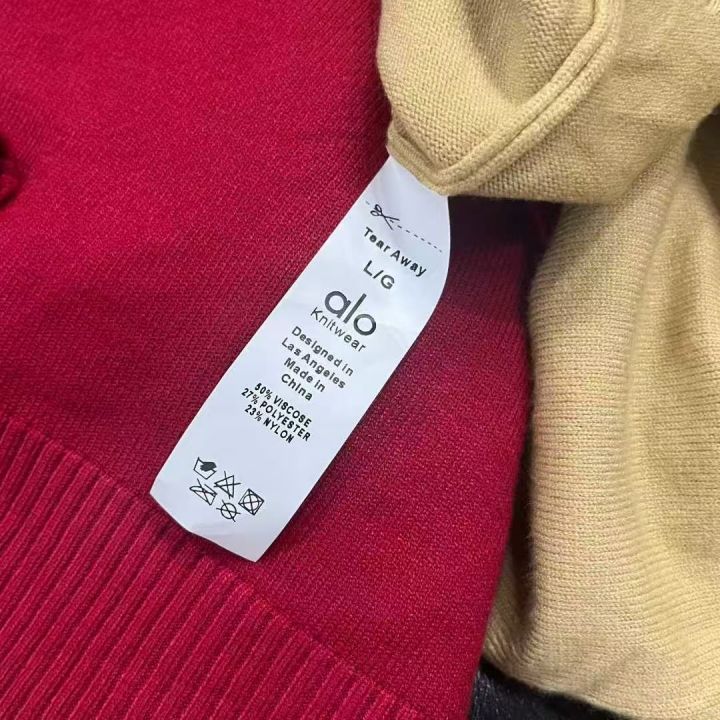 Tear Away
L/G
alo
Knitwear
Designed in
Los Angeles
Made in
China
50% VISCOSE
27% POLYESTER
23% NYLON